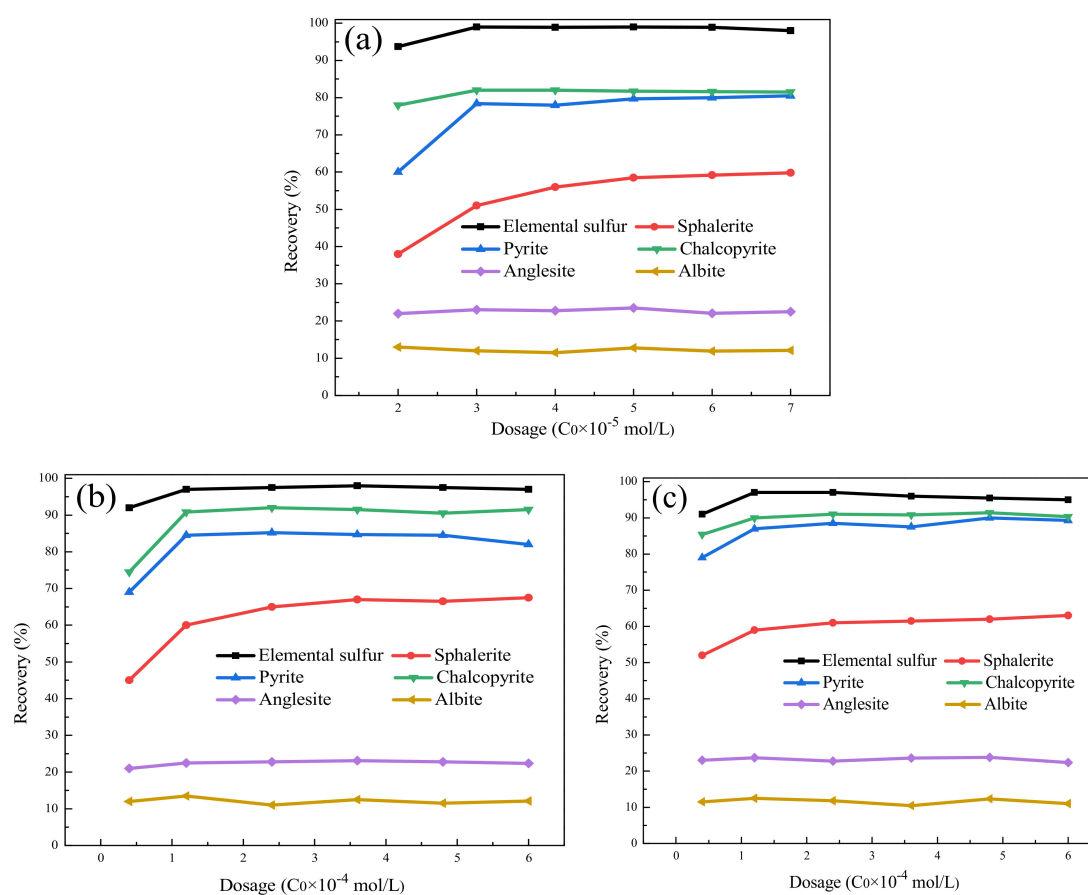 (a)
100
90
80
70
60
50
40
30
20
10
0
Recovery (%)
Elemental sulfur Sphalerite
Pyrite Chalcopyrite
Anglesite Albite
2 3 4 5 6 7
Dosage (C0×10-5 mol/L)
(b)
100
90
80
70
60
50
40
30
20
10
0
Recovery (%)
Elemental sulfur Sphalerite
Pyrite Chalcopyrite
Anglesite Albite
0 1 2 3 4 5 6
Dosage (C0×10-4 mol/L)
(c)
100
90
80
70
60
50
40
30
20
10
0
Recovery (%)
Elemental sulfur Sphalerite
Pyrite Chalcopyrite
Anglesite Albite
0 1 2 3 4 5 6
Dosage (C0×10-4 mol/L)